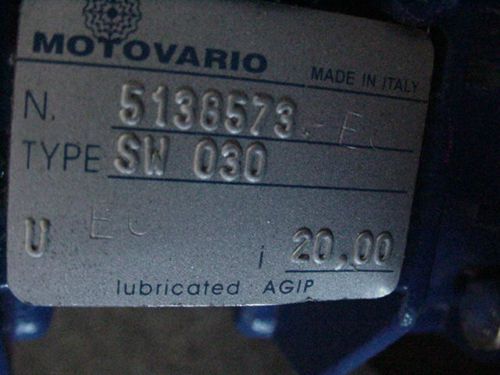 MOTOVARIO
MADE IN ITALY
N. 5138573
TYPE SW 030
U i 20,00
lubricated AGIP